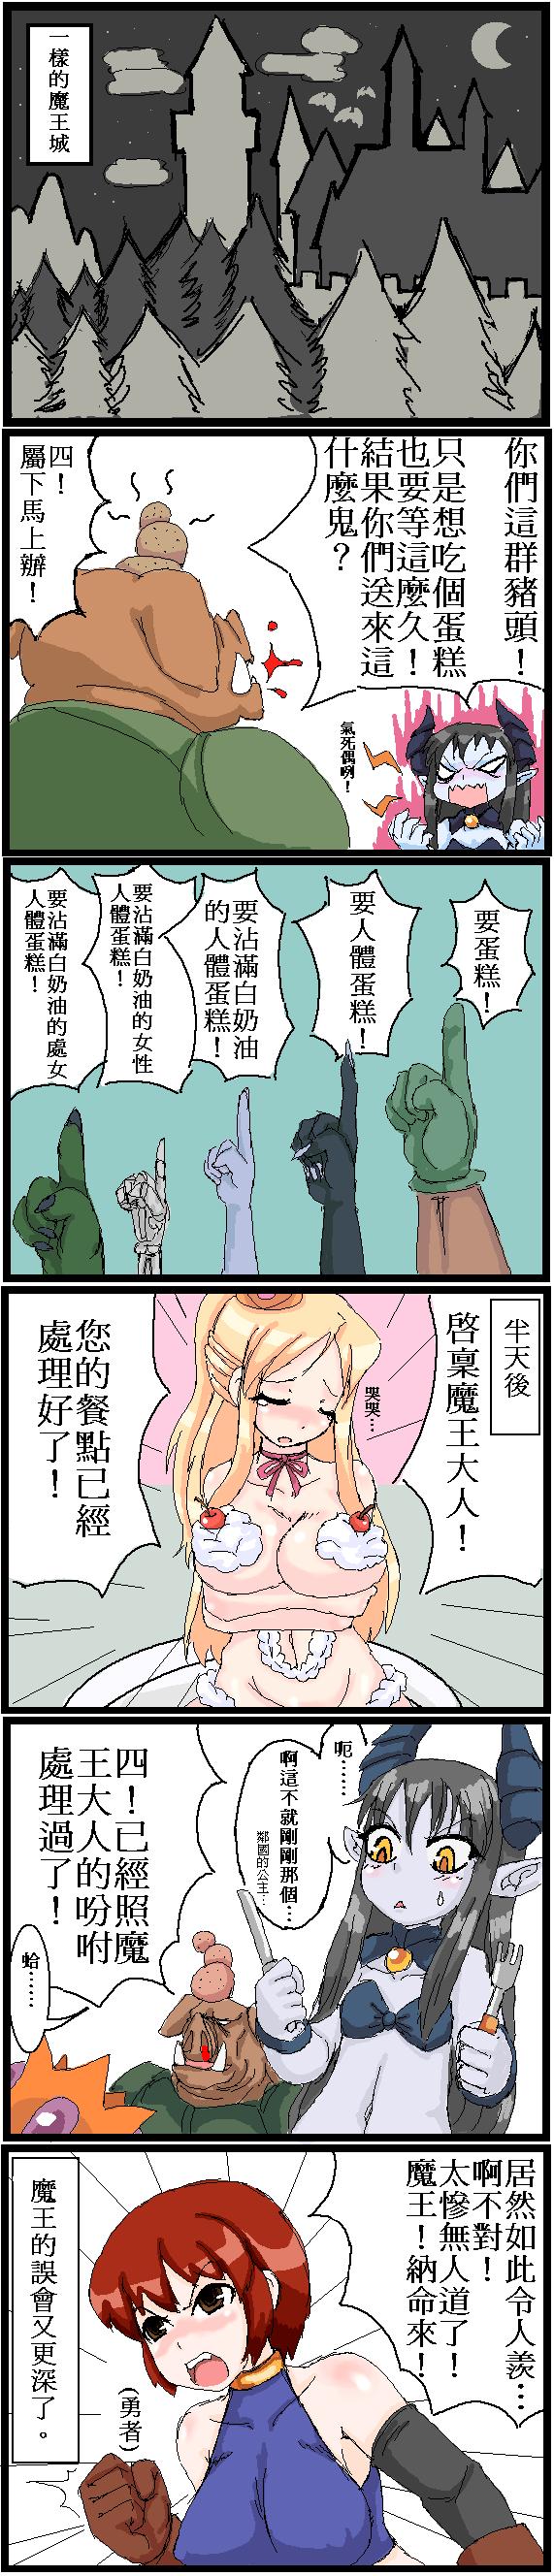 一樣的魔王城
你們這群豬頭！
只是想吃個蛋糕
也要等這麼久！
結果你們送來這
什麼鬼？
氣死偶咧！
四！
屬下馬上辦！
要蛋糕！
要人體蛋糕！
要沾滿白奶油
的人體蛋糕！
要沾滿白奶油的女性
人體蛋糕！
要沾滿白奶油的處女
人體蛋糕！
半天後
啓稟魔王大人！
哭哭…
您的餐點已經
處理好了！
呃……
啊這不就剛剛那個…
鄰國的公主…
四！已經照魔
王大人的吩咐
處理過了！
蛤……
居然如此令人羨…
啊不對！
太慘無人道了！
魔王！納命來！
(勇者)
魔王的誤會又更深了。